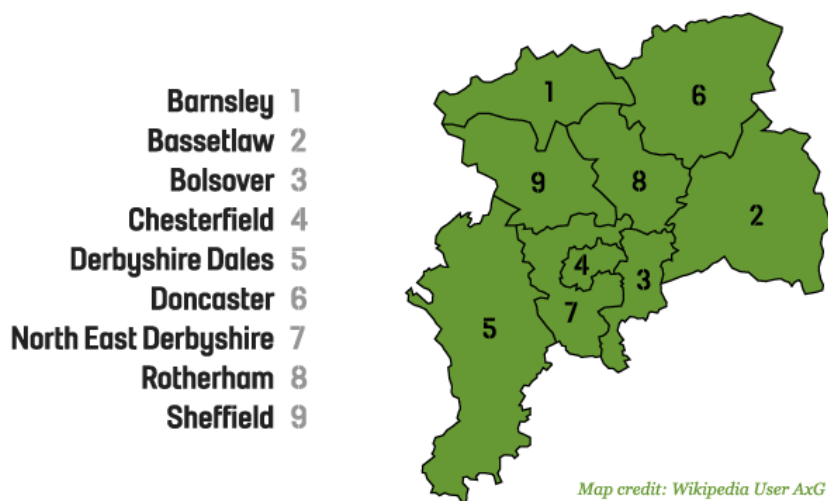 Barnsley 1
Bassetlaw 2
Bolsover 3
Chesterfield 4
Derbyshire Dales 5
Doncaster 6
North East Derbyshire 7
Rotherham 8
Sheffield 9
1
6
9
8
2
4
3
7
5
Map credit: Wikipedia User AxG